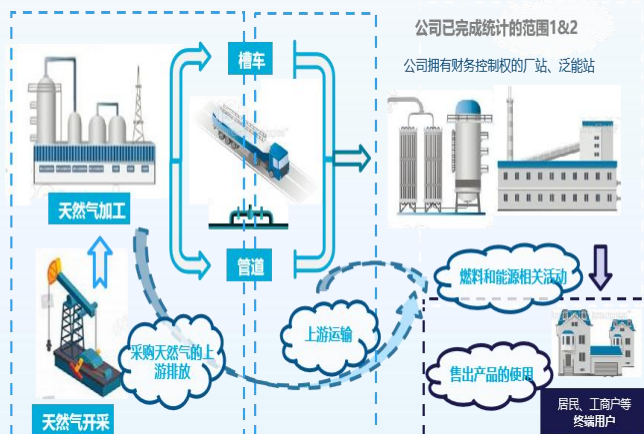 公司已完成统计的范围1&2
公司拥有财务控制权的厂站、泛能站
槽车
天然气加工
管道
燃料和能源相关活动
采购天然气的上
游排放
上游运输
售出产品的使用
天然气开采
居民、工商户等
终端用户